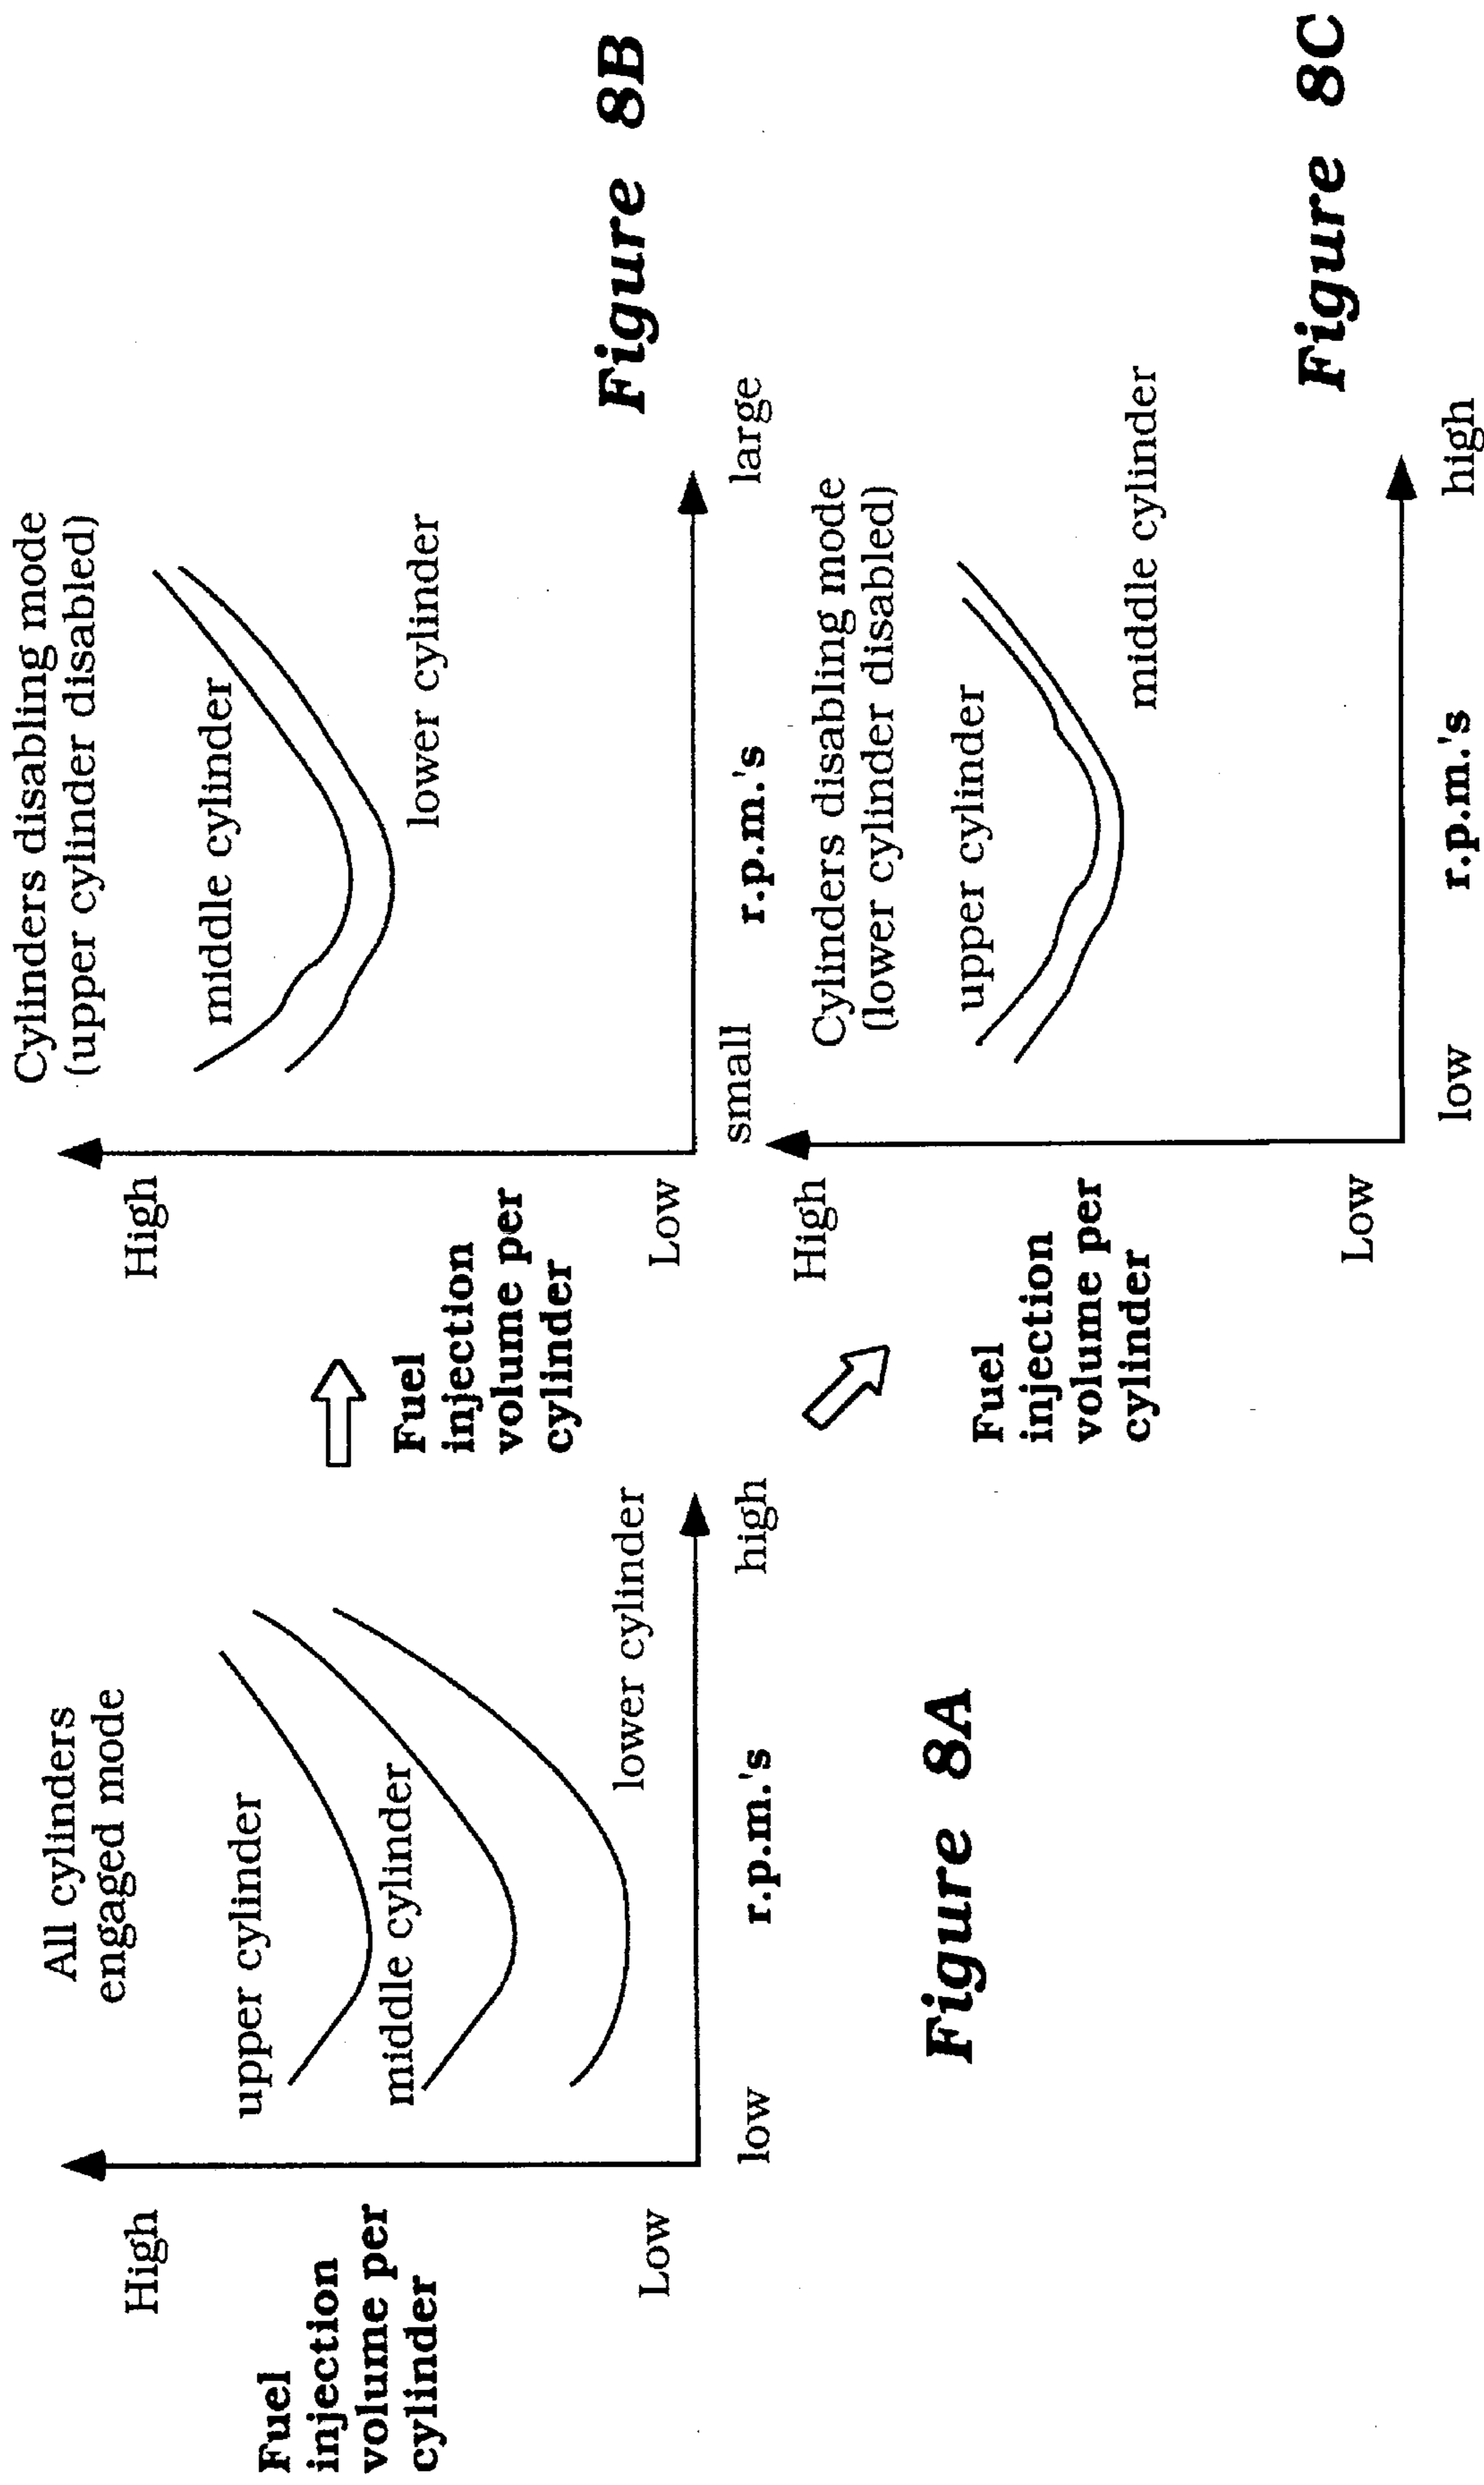 All cylinders
engaged mode
High
Fuel
injection
volume per
cylinder
Low
upper cylinder
middle cylinder
lower cylinder
low
r.p.m.'s
high
Figure 8A
Cylinders disabling mode
(upper cylinder disabled)
High
Fuel
injection
volume per
cylinder
Low
middle cylinder
lower cylinder
small
r.p.m.'s
large
Figure 8B
Cylinders disabling mode
(lower cylinder disabled)
High
Fuel
injection
volume per
cylinder
Low
upper cylinder
middle cylinder
low
r.p.m.'s
high
Figure 8C